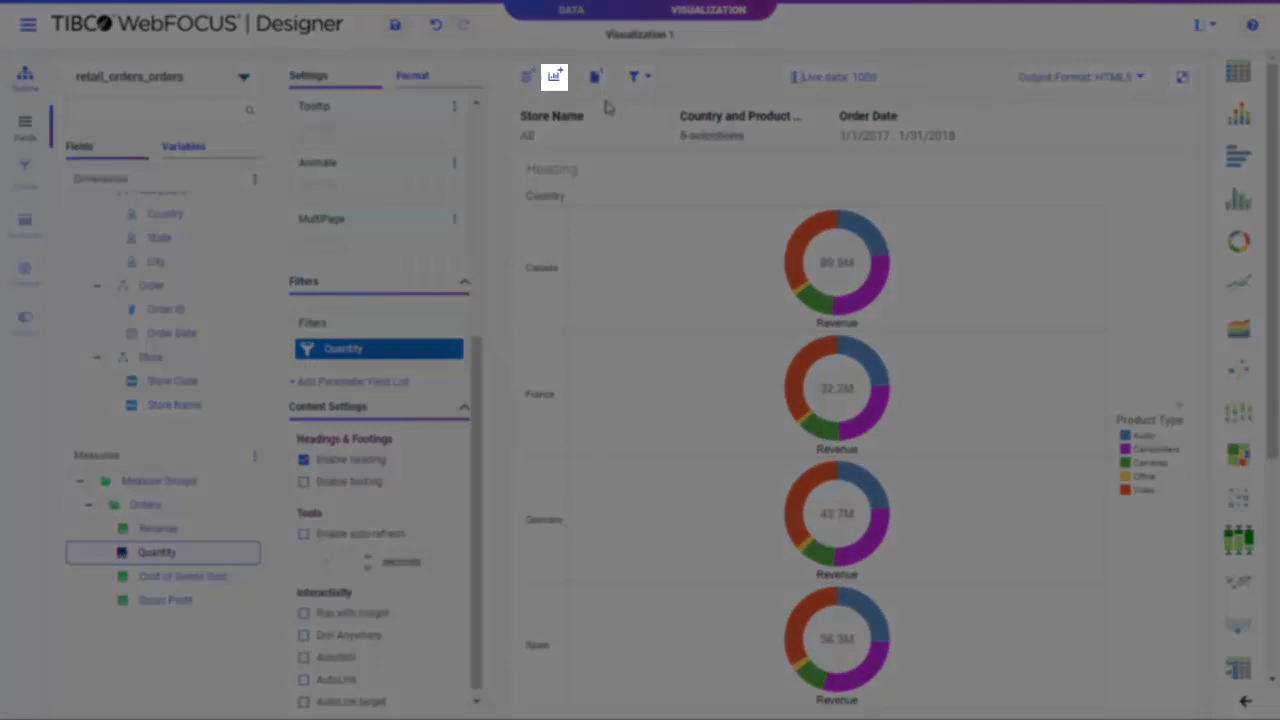 DATA
VISUALIZATION
TIBCO WebFOCUS® | Designer
Visualization 1
retail_orders_orders
Outline
Fields
Fields
Variables
Dimensions
Country
State
City
Order
Order ID
Order Date
Store
Store Code
Store Name
Measures
Measure Groups
Orders
Revenue
Quantity
Cost of Goods Sold
Gross Profit
Settings
Format
Tooltip
Animate
MultiPage
Filters
Filters
Quantity
+ Add Parameter Field List
Content Settings
Headings & Footings
Enable heading
Enable footing
Tools
Enable auto-refresh
seconds
Interactivity
Run with Insight
Drill Anywhere
Autodrill
AutoLink
AutoLink target
Live data: 1000
Output Format: HTML5
Store Name
All
Country and Product ...
5 selections
Order Date
1/1/2017 - 1/31/2018
Heading
Country
Canada
89.9M
Revenue
France
32.2M
Revenue
Germany
43.7M
Revenue
Spain
56.3M
Revenue
Product Type
Audio
Camcorders
Cameras
Office
Video